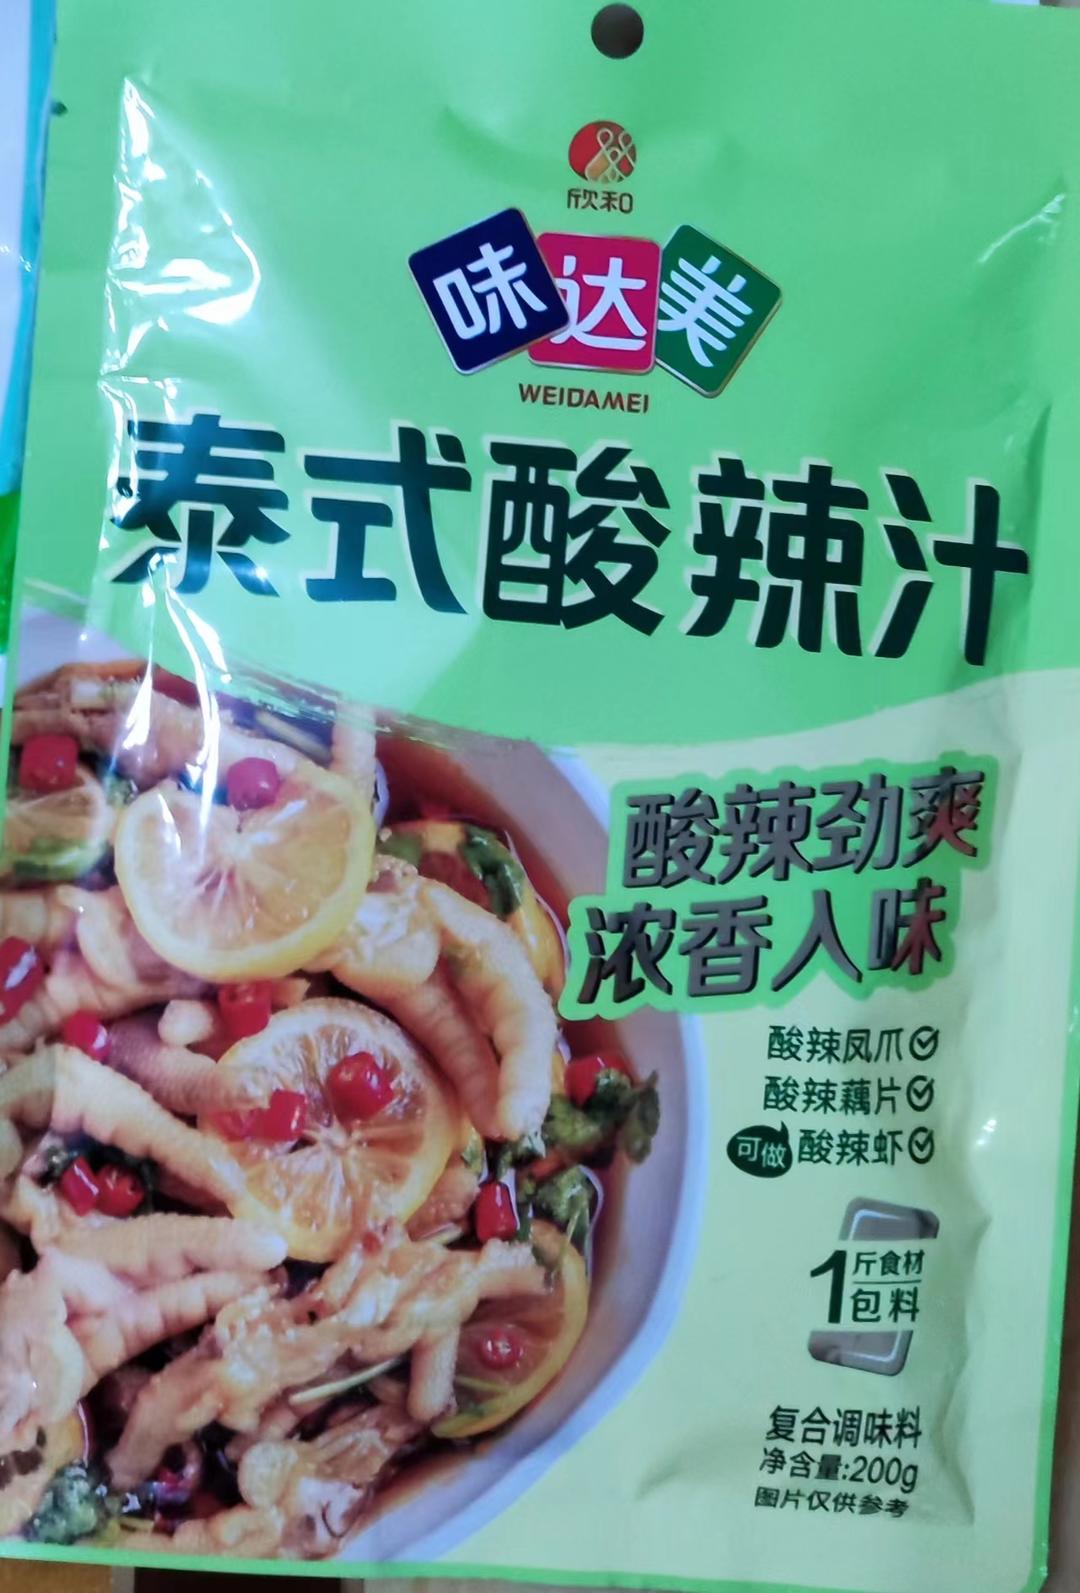 欣和
味达美
WEIDAMEI
泰式酸辣汁
酸辣劲爽
浓香入味
酸辣凤爪
酸辣藕片
可做 酸辣虾
1斤食材
1包料
复合调味料
净含量:200g
图片仅供参考